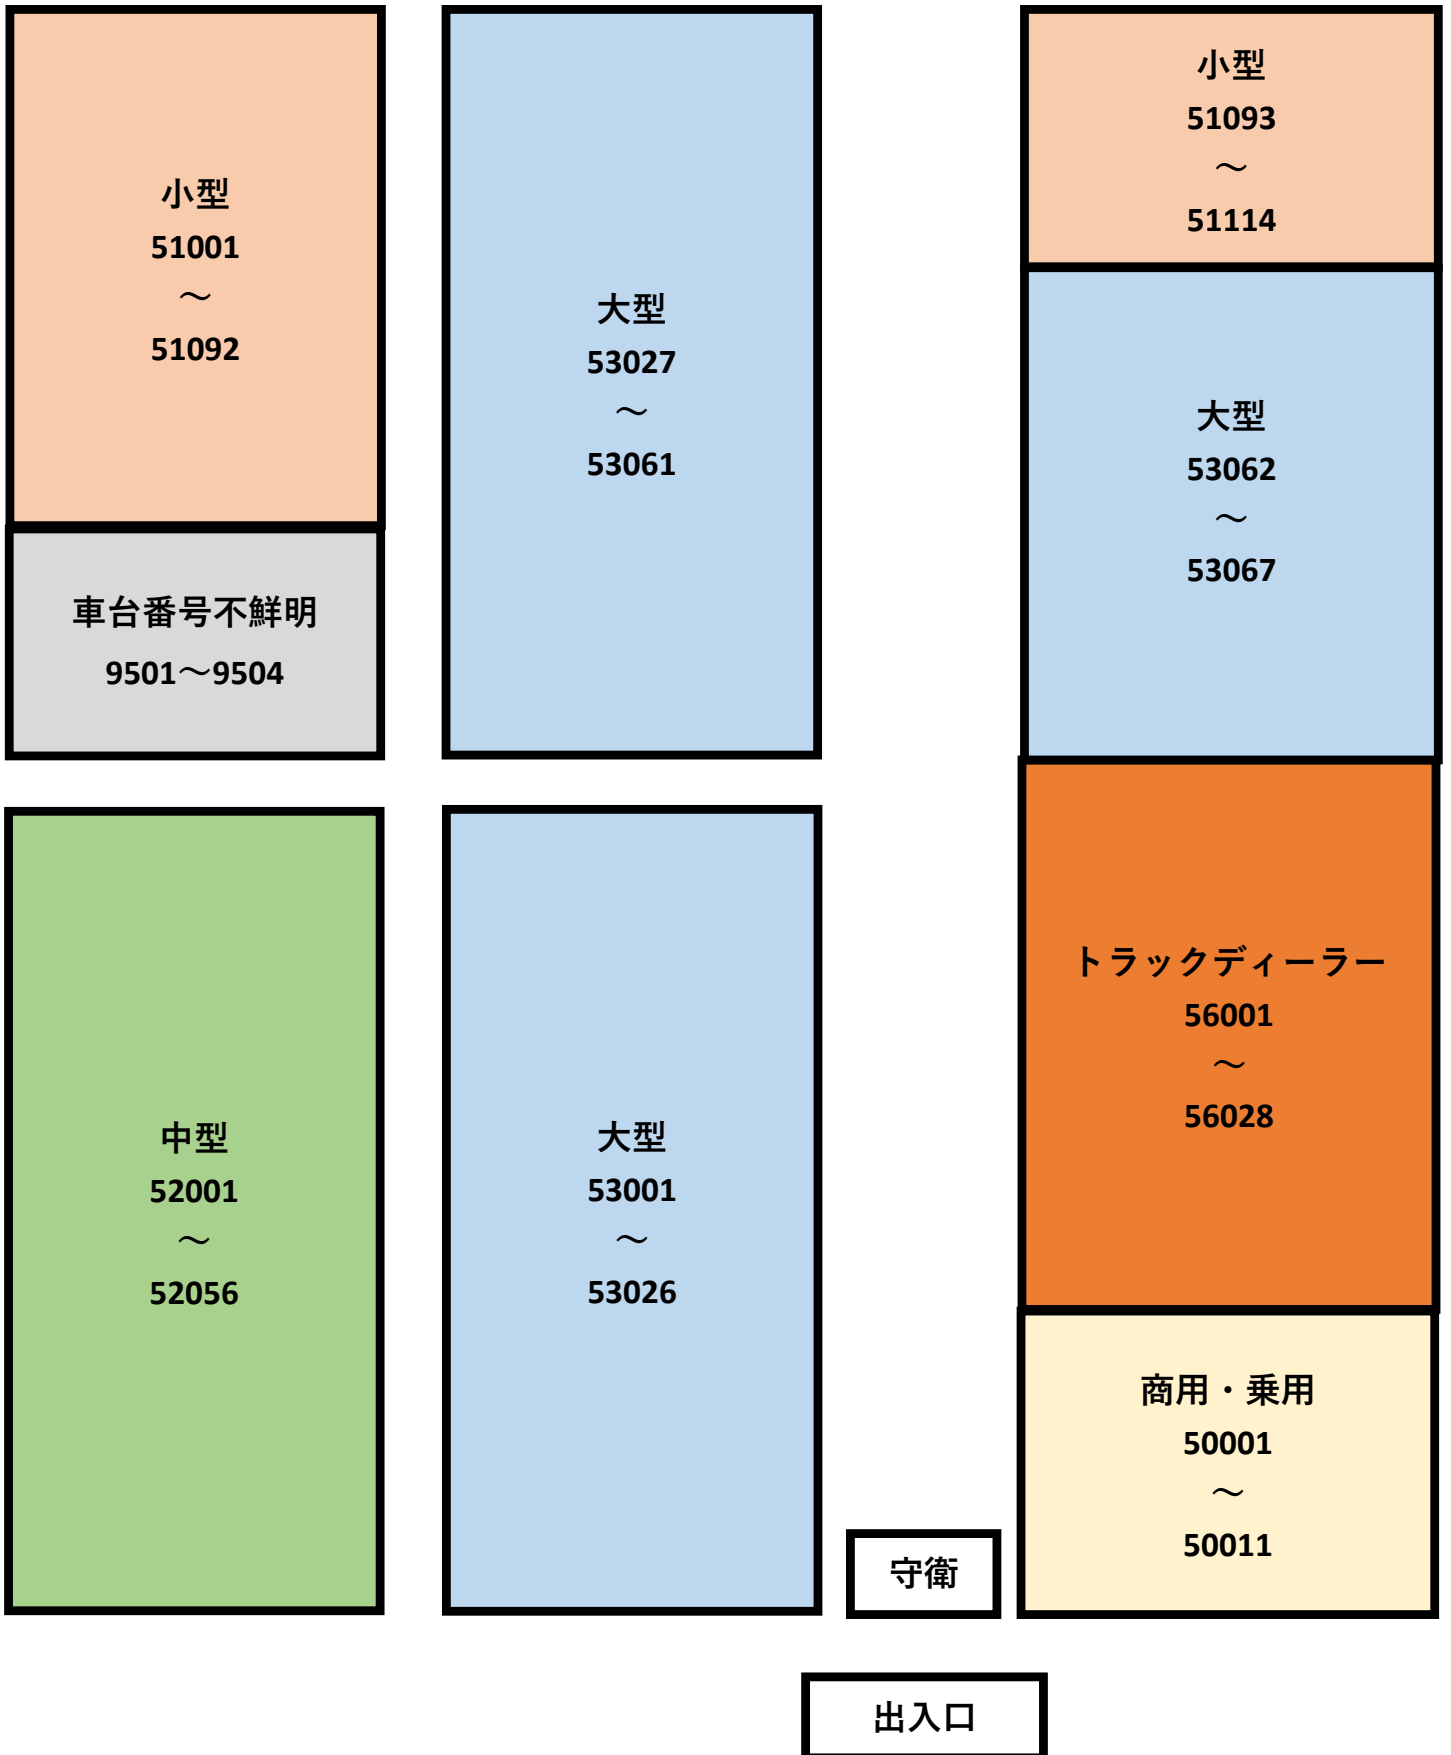 小型
51001
～
51092
車台番号不鮮明
9501～9504
中型
52001
～
52056
大型
53027
～
53061
大型
53001
～
53026
小型
51093
～
51114
大型
53062
～
53067
トラックディーラー
56001
～
56028
商用・乗用
50001
～
50011
守衛
出入口